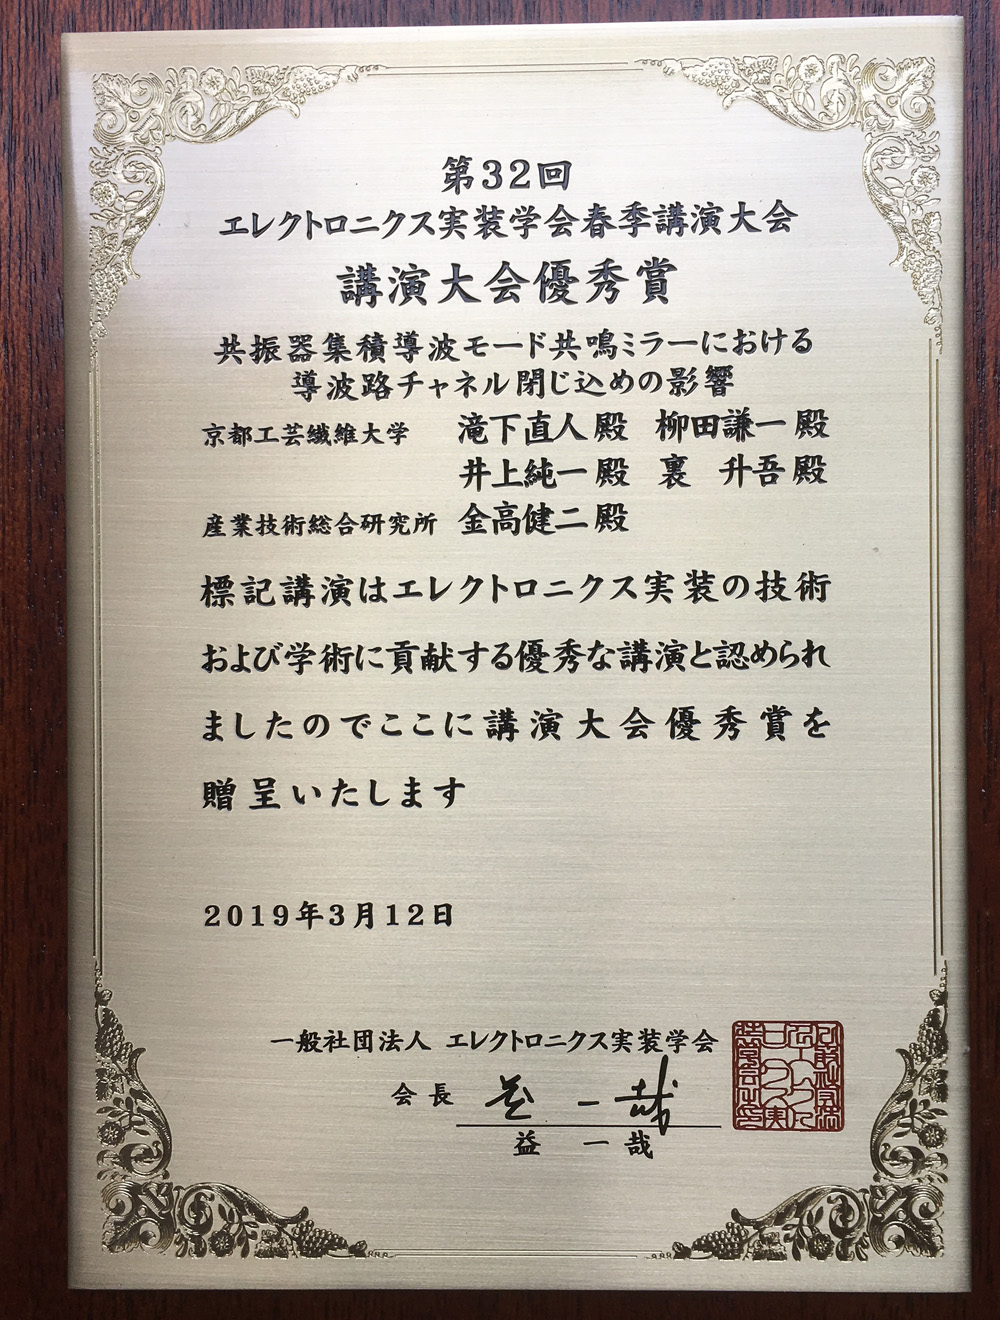 第32回
エレクトロニクス実装学会春季講演大会
講演大会優秀賞
共振器集積導波モード共鳴ミラーにおける
導波路チャネル閉じ込めの影響
京都工芸繊維大学 滝下直人殿 柳田謙一殿
井上純一殿 裏 升吾殿
産業技術総合研究所 金高健二殿
標記講演はエレクトロニクス実装の技術
および学術に貢献する優秀な講演と認められ
ましたのでここに講演大会優秀賞を
贈呈いたします
2019年3月12日
一般社団法人 エレクトロニクス実装学会
会長 益 一哉
益 一哉